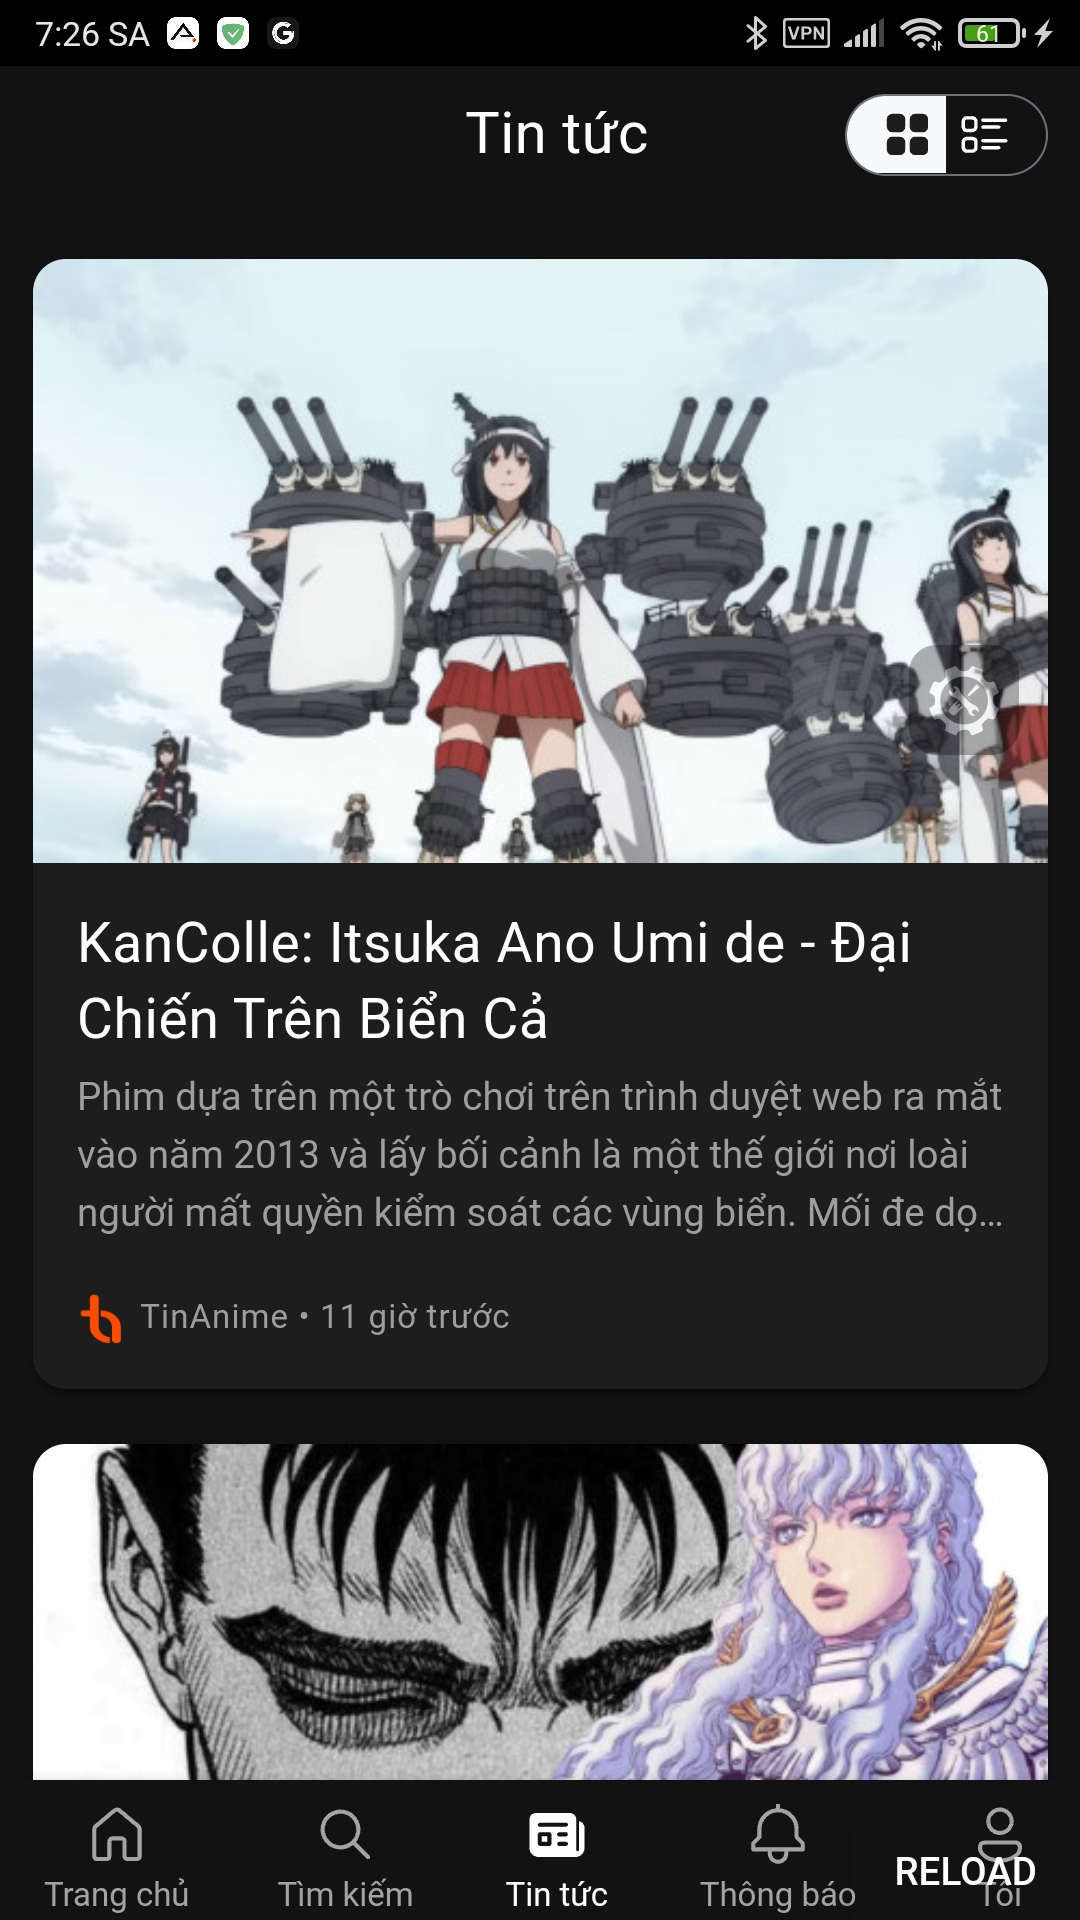 7:26 SA
G
VPN
61
Tin tức
KanColle: Itsuka Ano Umi de - Đại
Chiến Trên Biển Cả
Phim dựa trên một trò chơi trên trình duyệt web ra mắt
vào năm 2013 và lấy bối cảnh là một thế giới nơi loài
người mất quyền kiểm soát các vùng biển. Mối đe dọ...
TinAnime • 11 giờ trước
Trang chủ
Tìm kiếm
Tin tức
Thông báo
RELOAD
Tôi